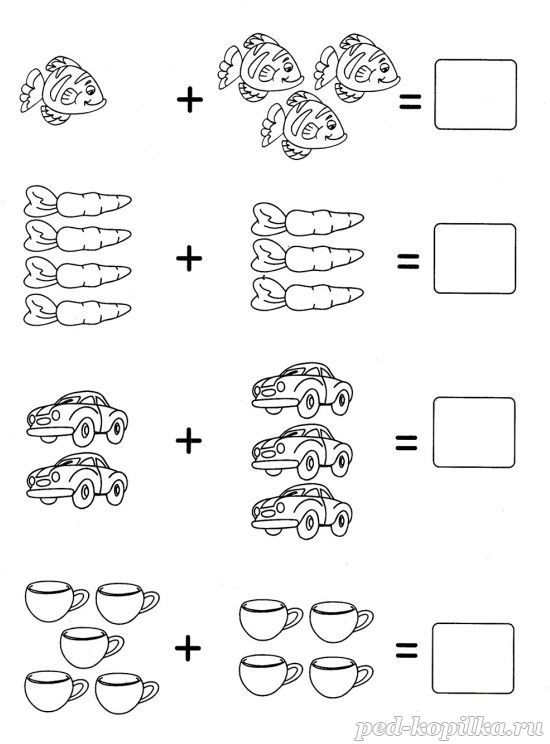 + =
+ =
+ =
+ =
ped-kopilka.ru